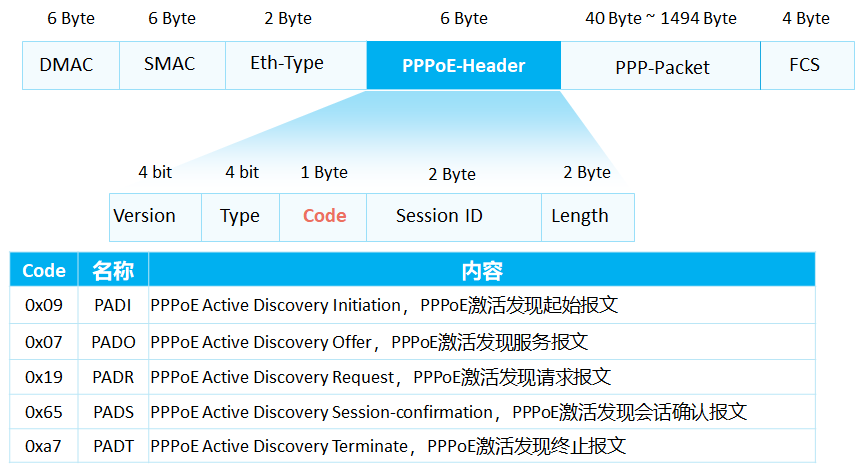 6 Byte 6 Byte 2 Byte 6 Byte 40 Byte ~ 1494 Byte 4 Byte
DMAC SMAC Eth-Type PPPoE-Header PPP-Packet FCS
4 bit 4 bit 1 Byte 2 Byte 2 Byte
Version Type Code Session ID Length
Code 名称 内容
0x09 PADI PPPoE Active Discovery Initiation，PPPoE激活发现起始报文
0x07 PADO PPPoE Active Discovery Offer，PPPoE激活发现服务报文
0x19 PADR PPPoE Active Discovery Request，PPPoE激活发现请求报文
0x65 PADS PPPoE Active Discovery Session-confirmation，PPPoE激活发现会话确认报文
0xa7 PADT PPPoE Active Discovery Terminate，PPPoE激活发现终止报文